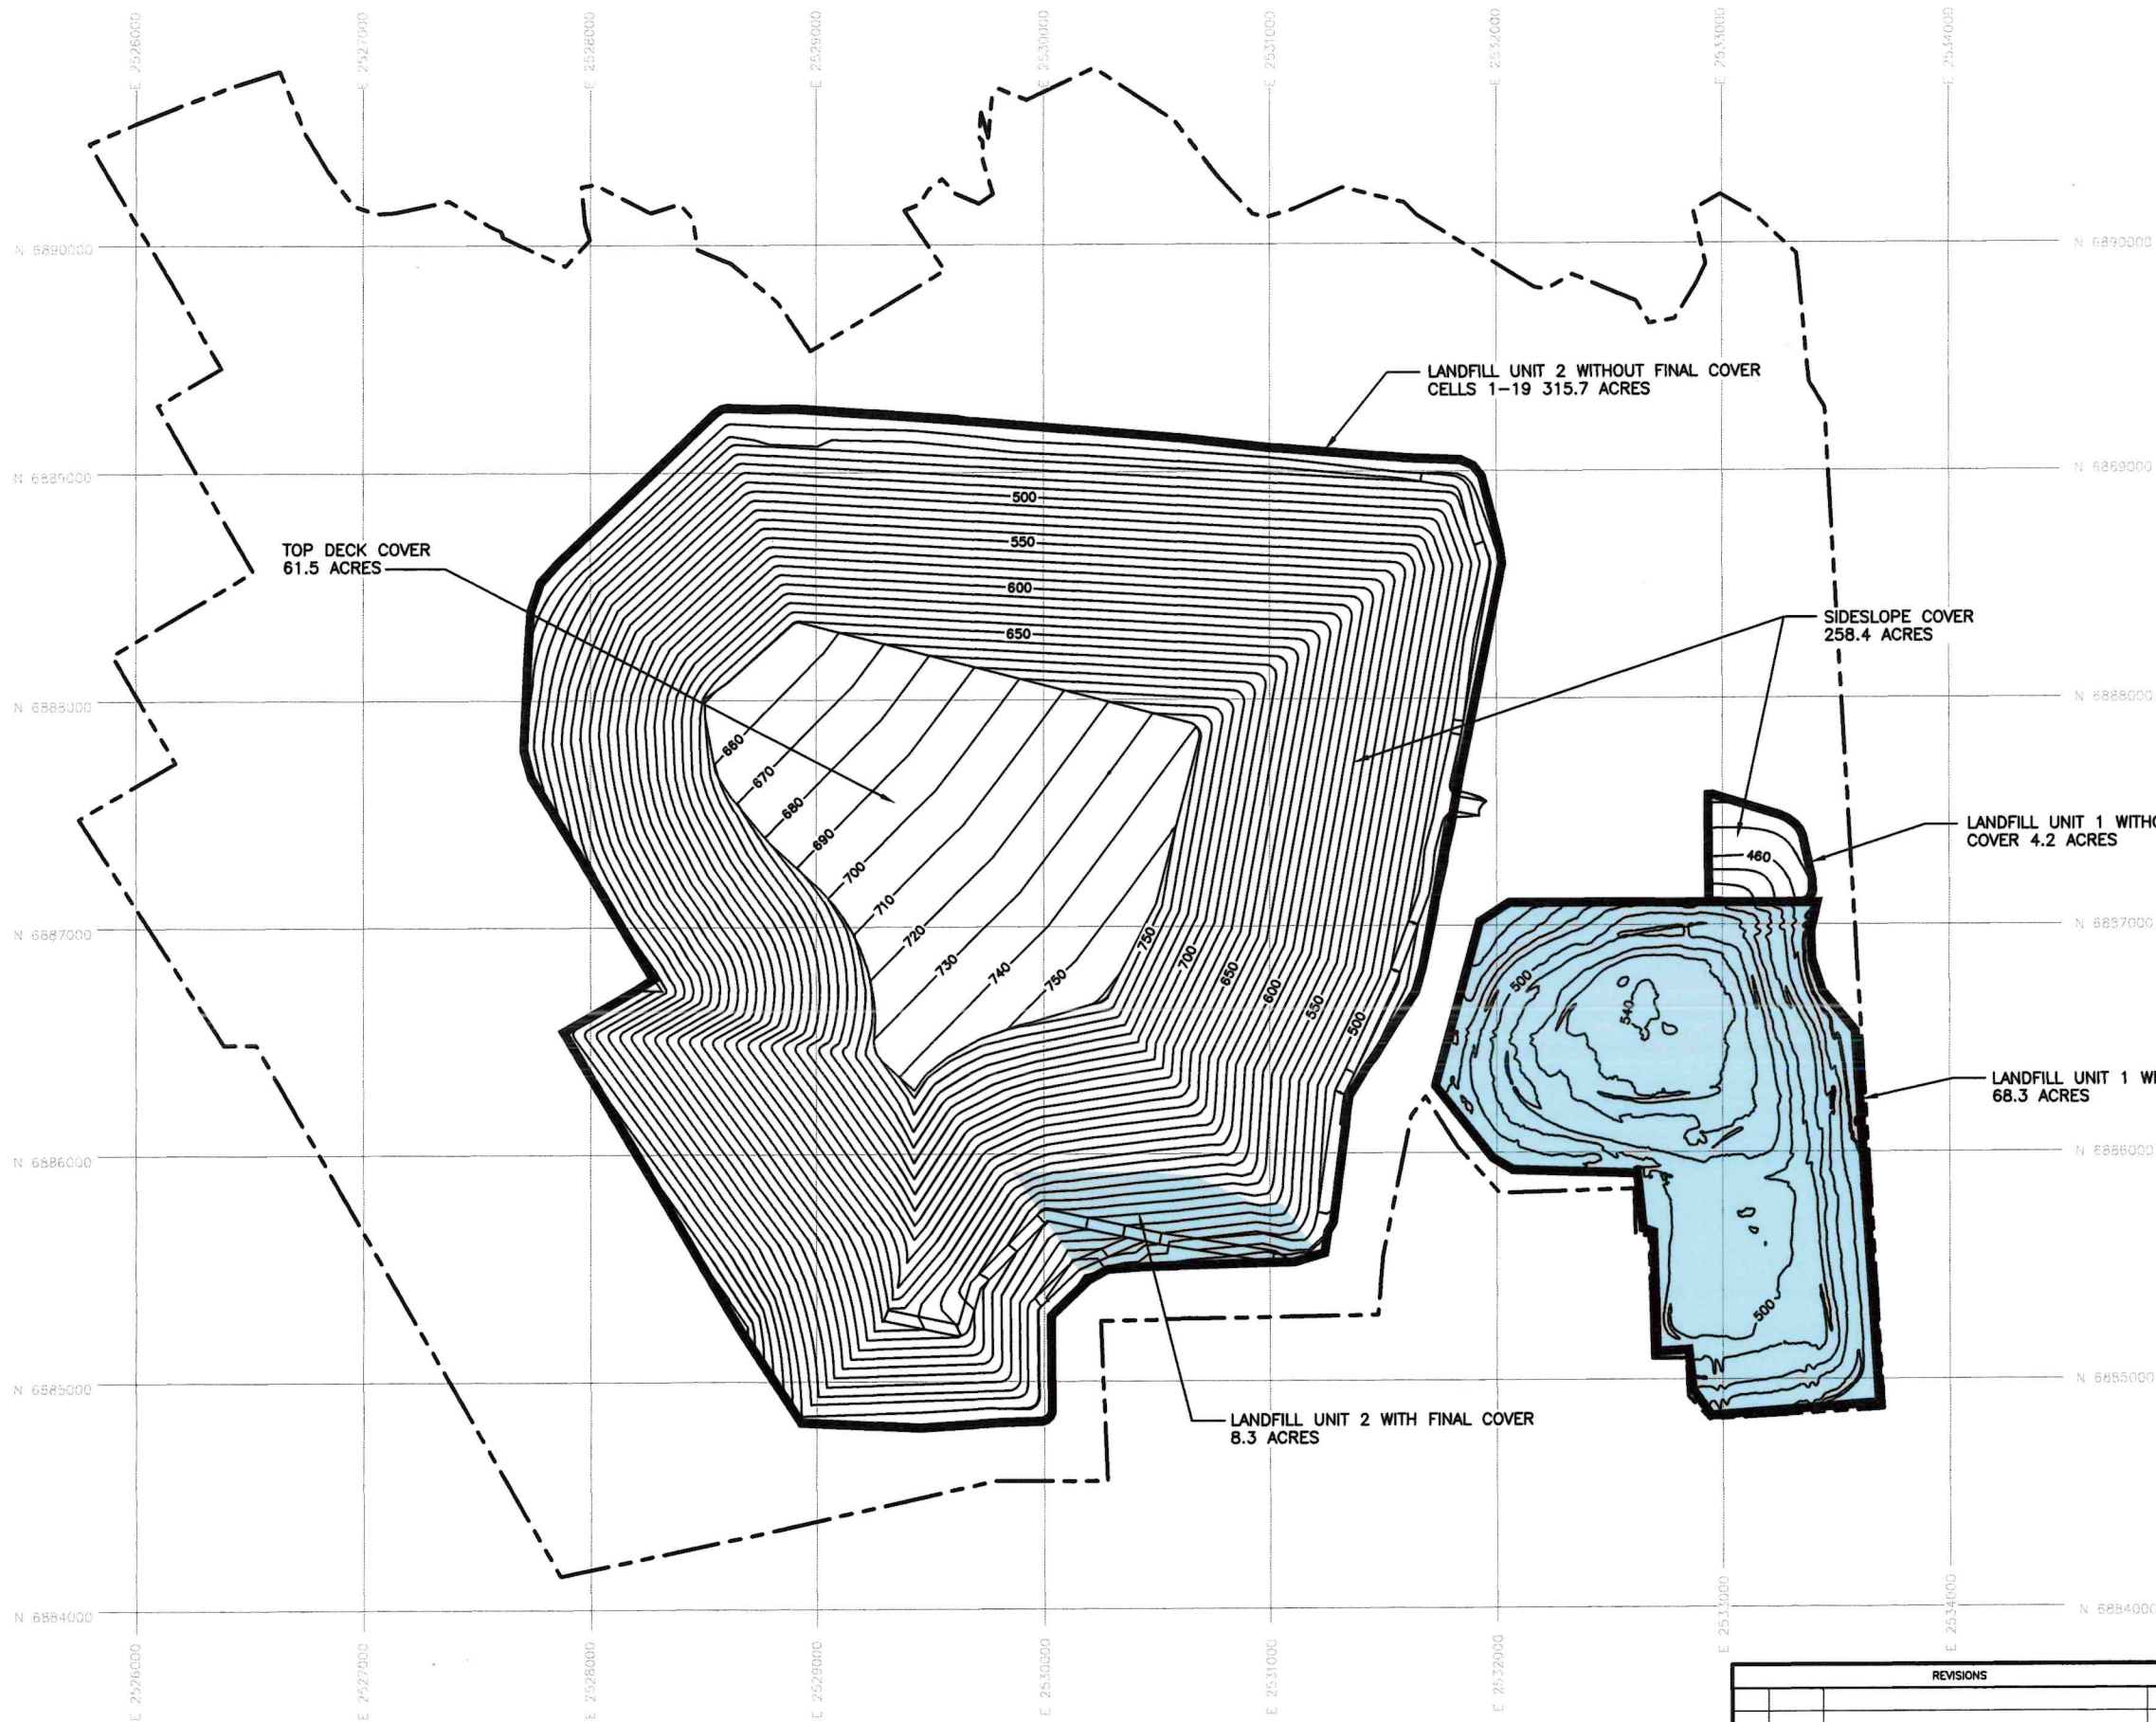 E 2526000
E 2527000
E 2528000
E 2529000
E 2530000
E 2531000
E 2532000
E 2533000
E 2534000
N 6890000
N 6890000
LANDFILL UNIT 2 WITHOUT FINAL COVER
CELLS 1-19 315.7 ACRES
N 6889000
N 6889000
500
TOP DECK COVER
61.5 ACRES
550
600
650
SIDESLOPE COVER
258.4 ACRES
N 6888000
N 6888000
660
670
680
690
700
710
720
730
740
750
750
700
650
600
550
500
LANDFILL UNIT 1 WITHO
COVER 4.2 ACRES
460
N 6887000
N 6887000
500
540
LANDFILL UNIT 1 WI
68.3 ACRES
N 6886000
N 6886000
500
N 6885000
N 6885000
LANDFILL UNIT 2 WITH FINAL COVER
8.3 ACRES
N 6884000
N 6884000
E 2526000
E 2527000
E 2528000
E 2529000
E 2530000
E 2531000
E 2532000
E 2533000
E 2534000
REVISIONS